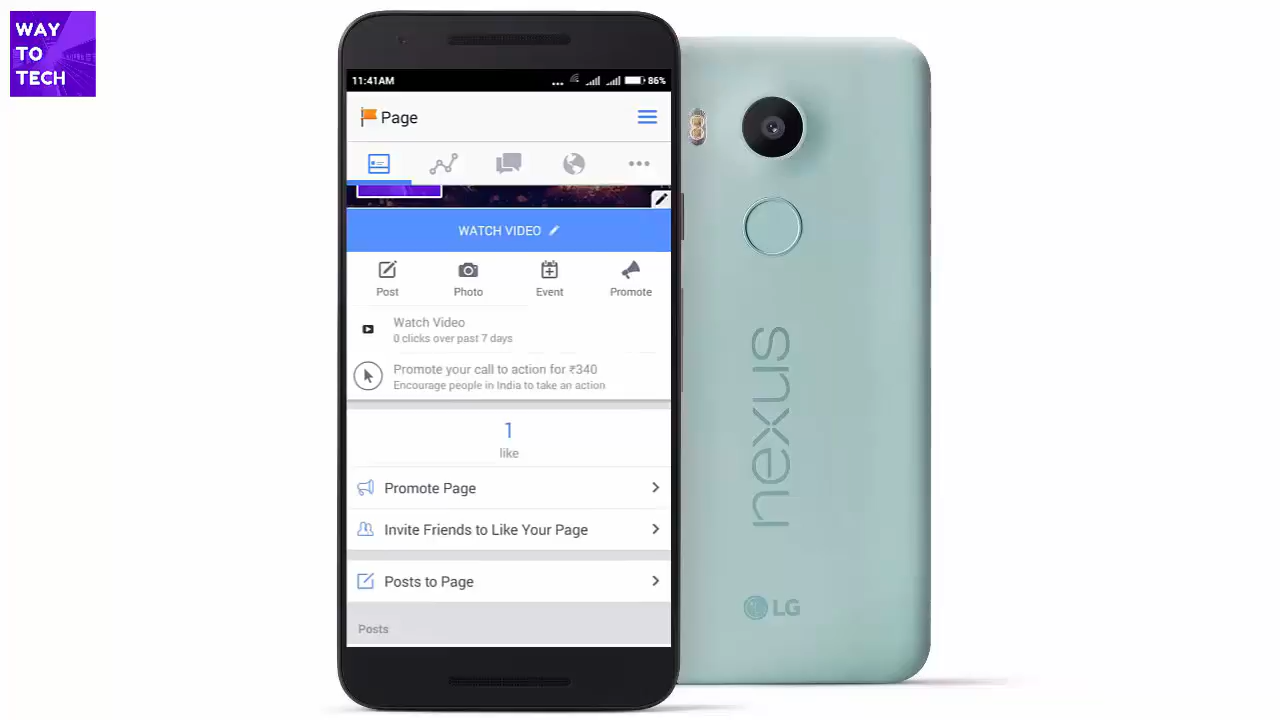 WAY
TO
TECH
11:41AM
86%
Page
WATCH VIDEO
Post
Photo
Event
Promote
Watch Video
0 clicks over past 7 days
Promote your call to action for ₹340
Encourage people in India to take an action
1
like
Promote Page
Invite Friends to Like Your Page
Posts to Page
Posts
nexus
LG